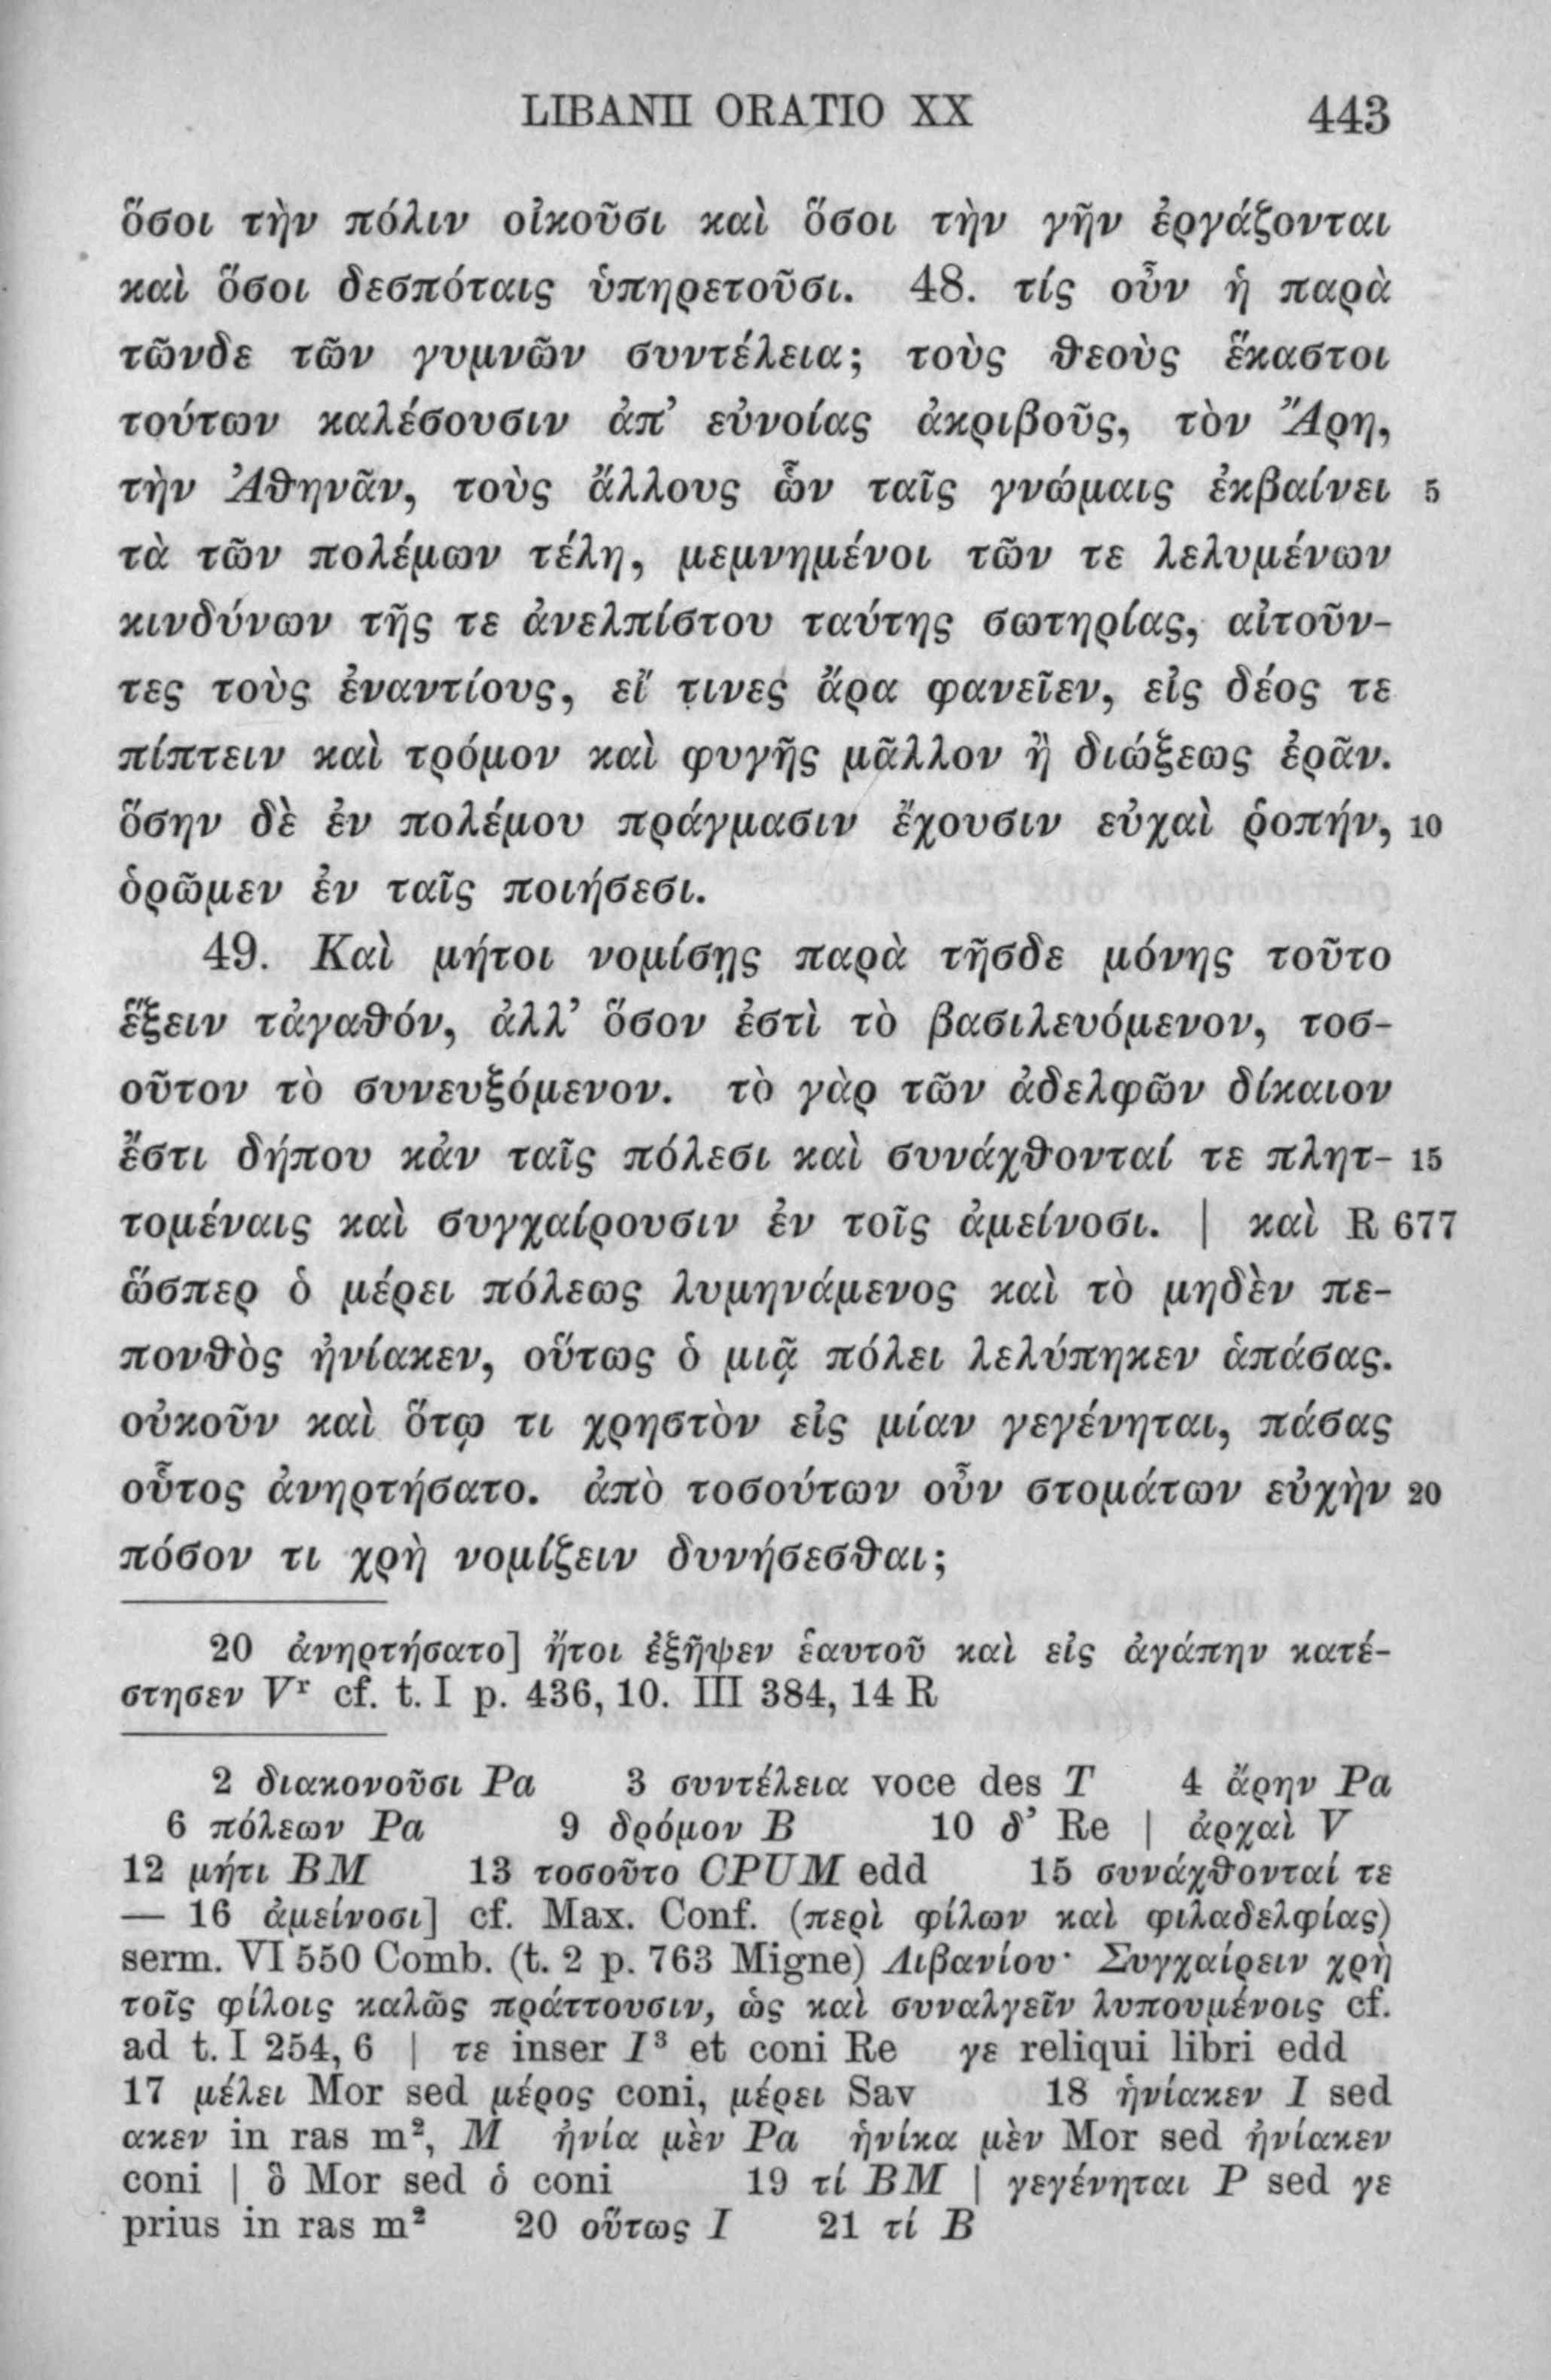 LIBANII ORATIO XX 443
ὅσοι τὴν πόλιν οἰκοῦσι καὶ ὅσοι τὴν γῆν ἐργάζονται
καὶ ὅσοι δεσπόταις ὑπηρετοῦσι. 48. τίς οὖν ἡ παρὰ
τῶνδε τῶν γυμνῶν συντέλεια; τοὺς θεοὺς ἕκαστοι
τούτων καλέσουσιν ἀπ’ εὐνοίας ἀκριβοῦς, τὸν Ἄρη,
τὴν Ἀθηνᾶν, τοὺς ἄλλους ὧν ταῖς γνώμαις ἐκβαίνει 5
τὰ τῶν πολέμων τέλη, μεμνημένοι τῶν τε λελυμένων
κινδύνων τῆς τε ἀνελπίστου ταύτης σωτηρίας, αἰτοῦν-
τες τοὺς ἐναντίους, εἴ τινες ἄρα φανεῖεν, εἰς δέος τε
πίπτειν καὶ τρόμον καὶ φυγῆς μᾶλλον ἢ διώξεως ἐρᾶν.
ὅσην δὲ ἐν πολέμου πράγμασιν ἔχουσιν εὐχαὶ ῥοπήν, 10
ὁρῶμεν ἐν ταῖς ποιήσεσι.
49. Καὶ μήτοι νομίσῃς παρὰ τῆσδε μόνης τοῦτο
ἕξειν τἀγαθόν, ἀλλ’ ὅσον ἐστὶ τὸ βασιλευόμενον, τοσ-
οῦτον τὸ συνευξόμενον. τὸ γὰρ τῶν ἀδελφῶν δίκαιον
ἔστι δήπου κἀν ταῖς πόλεσι καὶ συνάχθονταί τε πλητ- 15
τομέναις καὶ συγχαίρουσιν ἐν τοῖς ἀμείνοσι. | καὶ R 677
ὥσπερ ὁ μέρει πόλεως λυμηνάμενος καὶ τὸ μηδὲν πε-
πονθὸς ἠνίακεν, οὕτως ὁ μιᾷ πόλει λελύπηκεν ἁπάσας.
οὐκοῦν καὶ ὅτῳ τι χρηστὸν εἰς μίαν γεγένηται, πάσας
οὗτος ἀνηρτήσατο. ἀπὸ τοσούτων οὖν στομάτων εὐχὴν 20
πόσον τι χρὴ νομίζειν δυνήσεσθαι;
20 ἀνηρτήσατο] ἤτοι ἐξῆψεν ἑαυτοῦ καὶ εἰς ἀγάπην κατέ-
στησεν Vʳ cf. t. I p. 436, 10. III 384, 14 R
2 διακονοῦσι Pa 3 συντέλεια voce des T 4 ἄρην Pa
6 πόλεων Pa 9 δρόμον B 10 δ’ Re | ἀρχαὶ V
12 μήτι BM 13 τοσοῦτο CPUM edd 15 συνάχθονταί τε
— 16 ἀμείνοσι] cf. Max. Conf. (περὶ φίλων καὶ φιλαδελφίας)
serm. VI 550 Comb. (t. 2 p. 763 Migne) Λιβανίου· Συγχαίρειν χρὴ
τοῖς φίλοις καλῶς πράττουσιν, ὡς καὶ συναλγεῖν λυπουμένοις cf.
ad t. I 254, 6 | τε inser I³ et coni Re γε reliqui libri edd
17 μέλει Mor sed μέρος coni, μέρει Sav 18 ἠνίακεν I sed
ακεν in ras m², M ἠνία μὲν Pa ἡνίκα μὲν Mor sed ἠνίακεν
coni | ὃ Mor sed ὁ coni 19 τί BM | γεγένηται P sed γε
prius in ras m² 20 οὕτως I 21 τί B